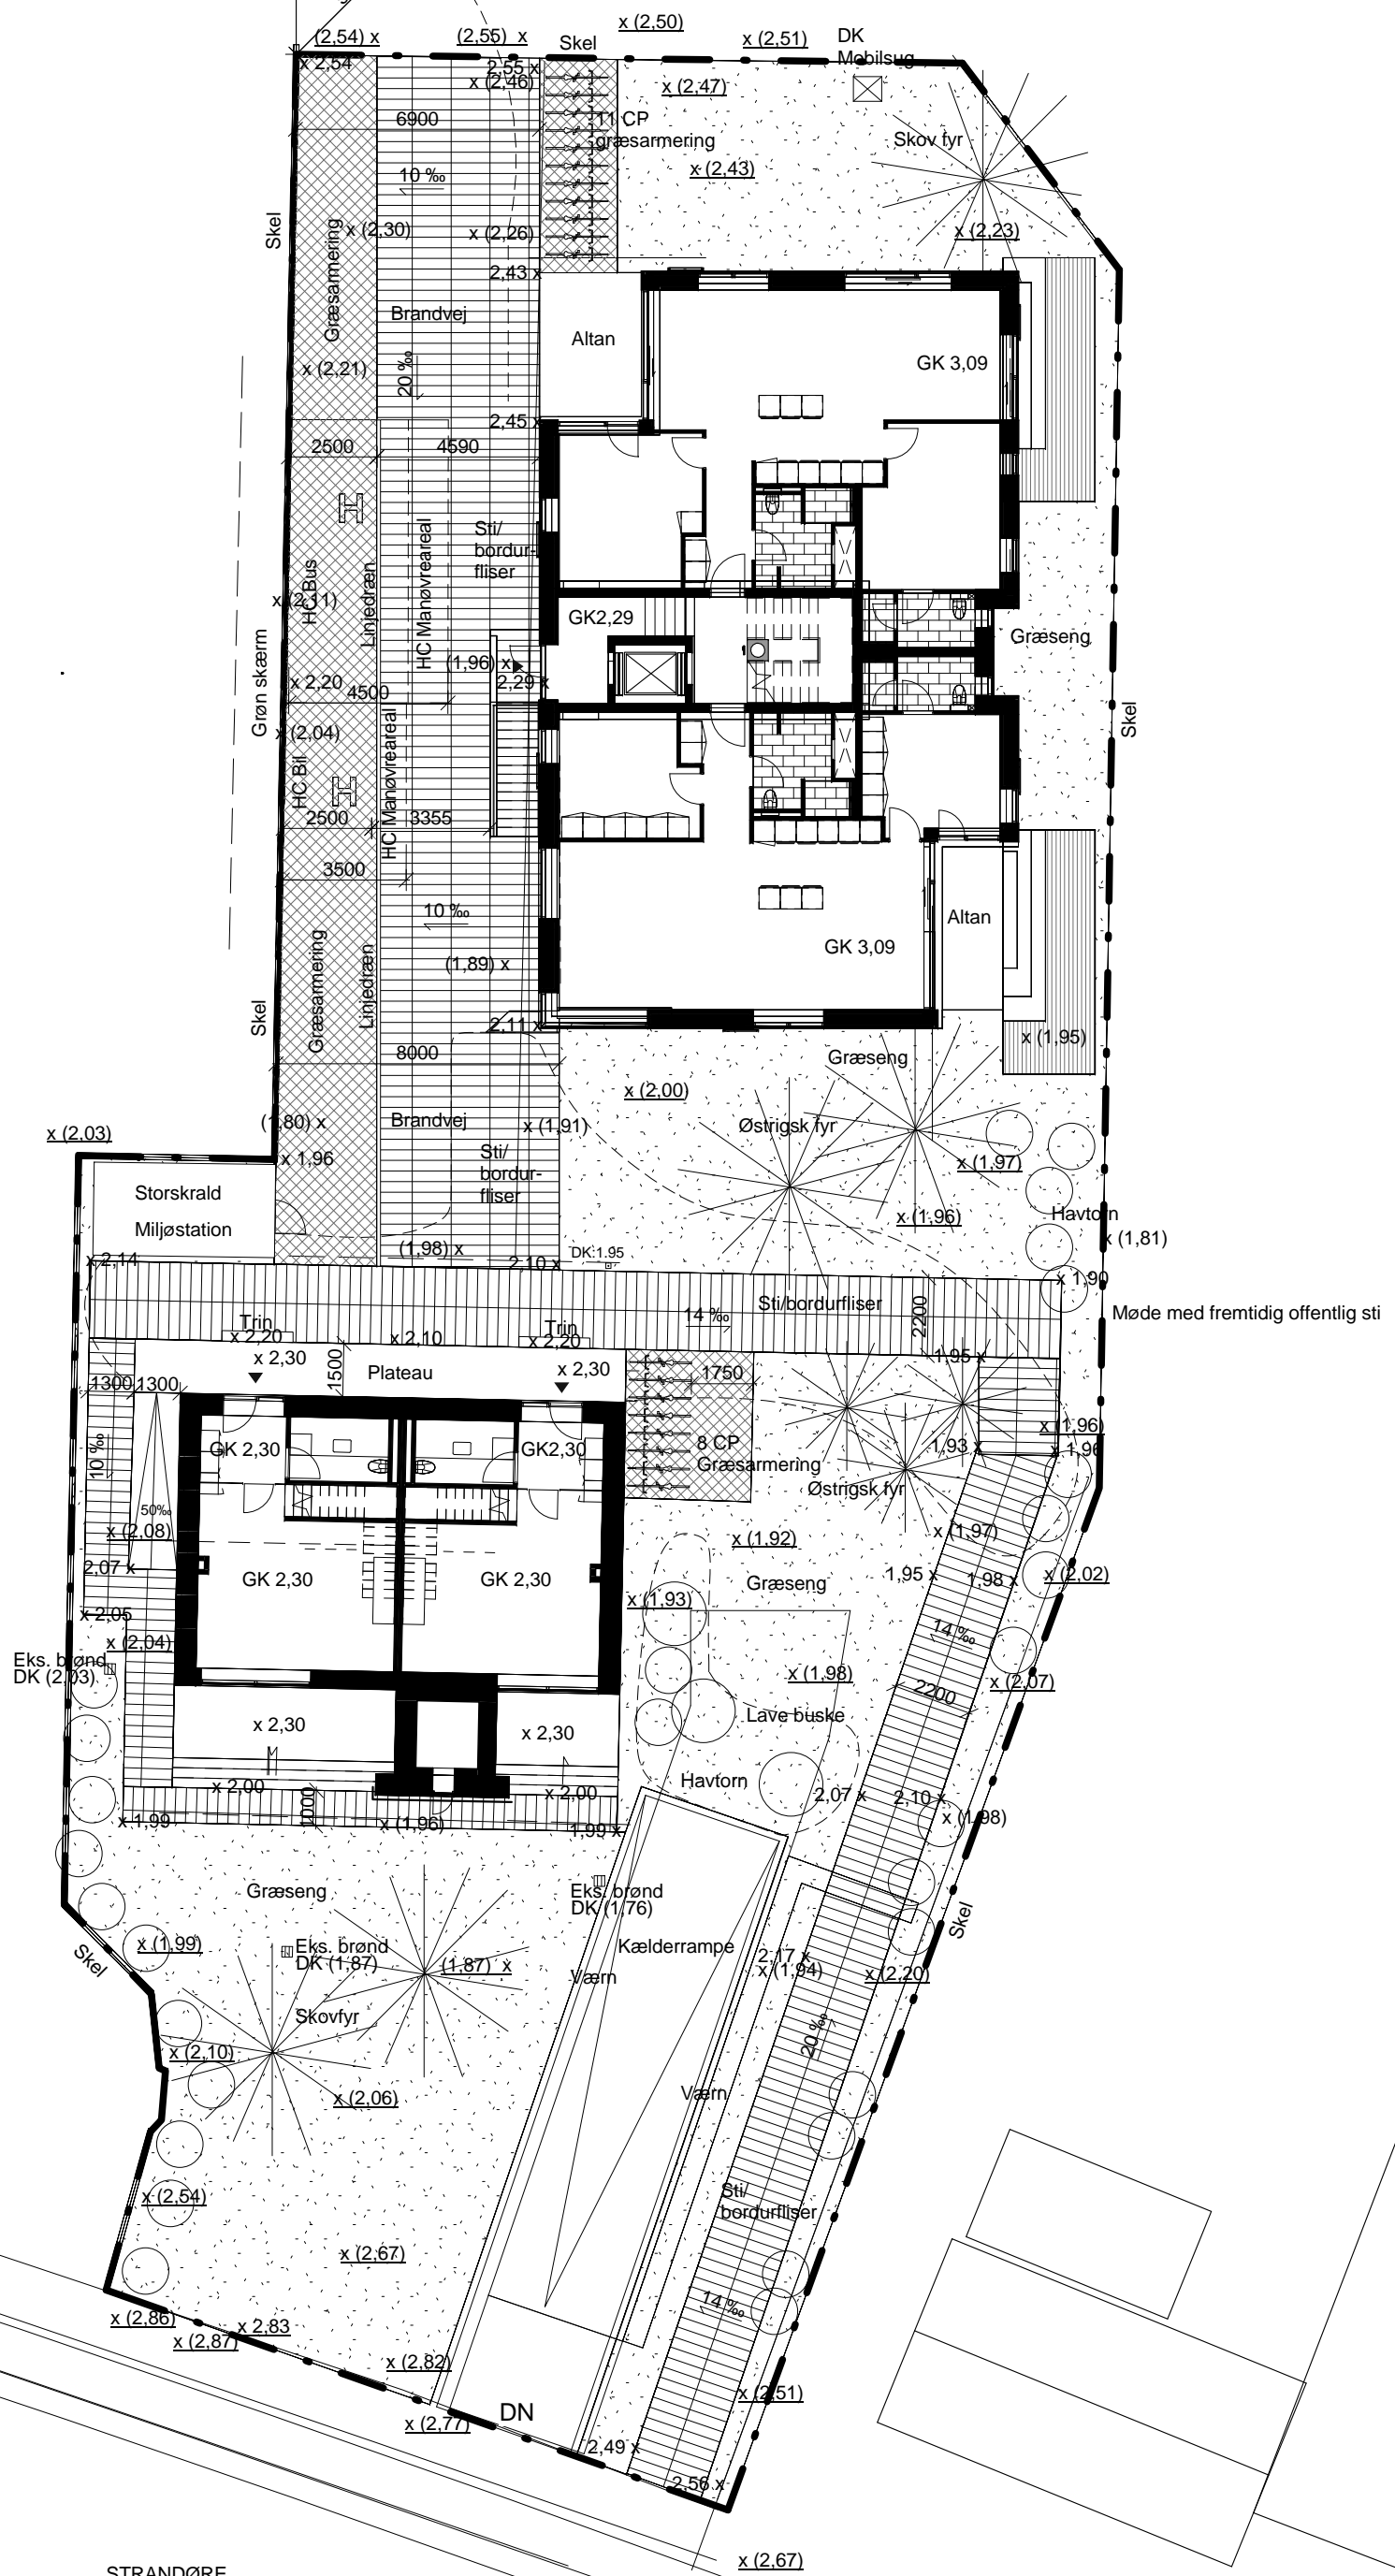 x (2,50)
(2,54) x
(2,55) x
Skel
x (2,51)
DK
Mobilsug
x 2,54
2,55 x
x (2,46)
x (2,47)
6900
11 CP
græsarmering
Skov fyr
10 ‰
x (2,43)
Skel
Græsarmering
x (2,30)
x (2,26)
x (2,23)
2,43 x
Brandvej
Altan
GK 3,09
x (2,21)
20 ‰
2,45 x
2500
4590
HC Manøvreareal
Sti/
bordur-
fliser
HC Bus
Linjedræn
x (2,11)
GK2,29
Græseng
Grøn skærm
(1,96) x
x 2,20
4500
2,29 x
Skel
x (2,04)
HC Bil
HC Manøvreareal
2500
3355
3500
10 ‰
Altan
GK 3,09
Græsarmering
Linjedræn
(1,89) x
Skel
2,11 x
x (1,95)
8000
Græseng
x (2,00)
(1,80) x
Brandvej
x (1,91)
Østrigsk fyr
x (2,03)
x 1,96
Sti/
bordur-
fliser
x (1,97)
Storskrald
Miljøstation
x (1,96)
Havtorn
x (1,81)
(1,98) x
x 2,14
2,10 x
DK:1.95
x 1,90
Sti/bordurfliser
Møde med fremtidig offentlig sti
Trin
14 ‰
2200
Trin
x 2,20
x 2,10
x 2,20
x 2,30
1500
Plateau
x 2,30
1,95 x
1300
1300
1750
x (1,96)
10 ‰
GK 2,30
GK2,30
8 CP
Græsarmering
1,93 x
x 1,96
Østrigsk fyr
50‰
x (2,08)
x (1,92)
x (1,97)
2,07 x
GK 2,30
GK 2,30
Græseng
1,95 x
1,98 x
x (2,02)
x 2,05
x (1,93)
x (2,04)
14 ‰
Eks. brønd
DK (2,03)
x (1,98)
x (2,07)
2200
x 2,30
x 2,30
Lave buske
Havtorn
x 2,00
x 2,00
2,07 x
2,10 x
1000
x 1,99
x (1,96)
1,99 x
x (1,98)
Græseng
Eks. brønd
DK (1,76)
Skel
x (1,99)
Eks. brønd
DK (1,87)
(1,87) x
Kælderrampe
Skel
2,17 x
x (1,94)
x (2,20)
Værn
Skovfyr
20 ‰
x (2,10)
x (2,06)
Værn
x (2,54)
Sti/
bordurfliser
x (2,67)
14 ‰
x (2,86)
x 2,83
x (2,87)
x (2,82)
x (2,51)
DN
x (2,77)
2,49 x
2,56 x
x (2,67)
STRANDØRE